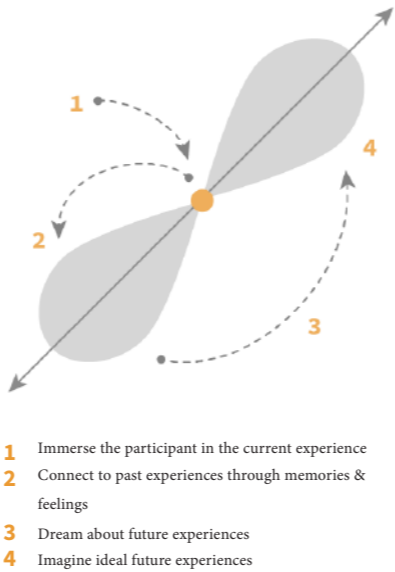 1
4
2
3
1 Immerse the participant in the current experience
2 Connect to past experiences through memories &
feelings
3 Dream about future experiences
4 Imagine ideal future experiences